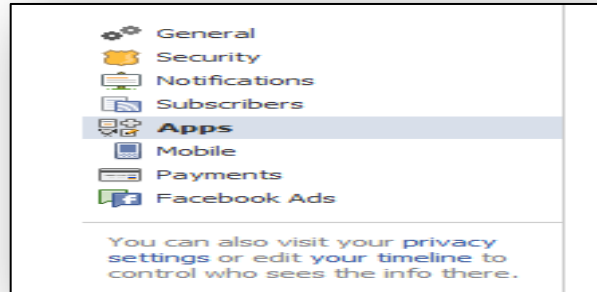 General
Security
Notifications
Subscribers
Apps
Mobile
Payments
Facebook Ads
You can also visit your privacy
settings or edit your timeline to
control who sees the info there.